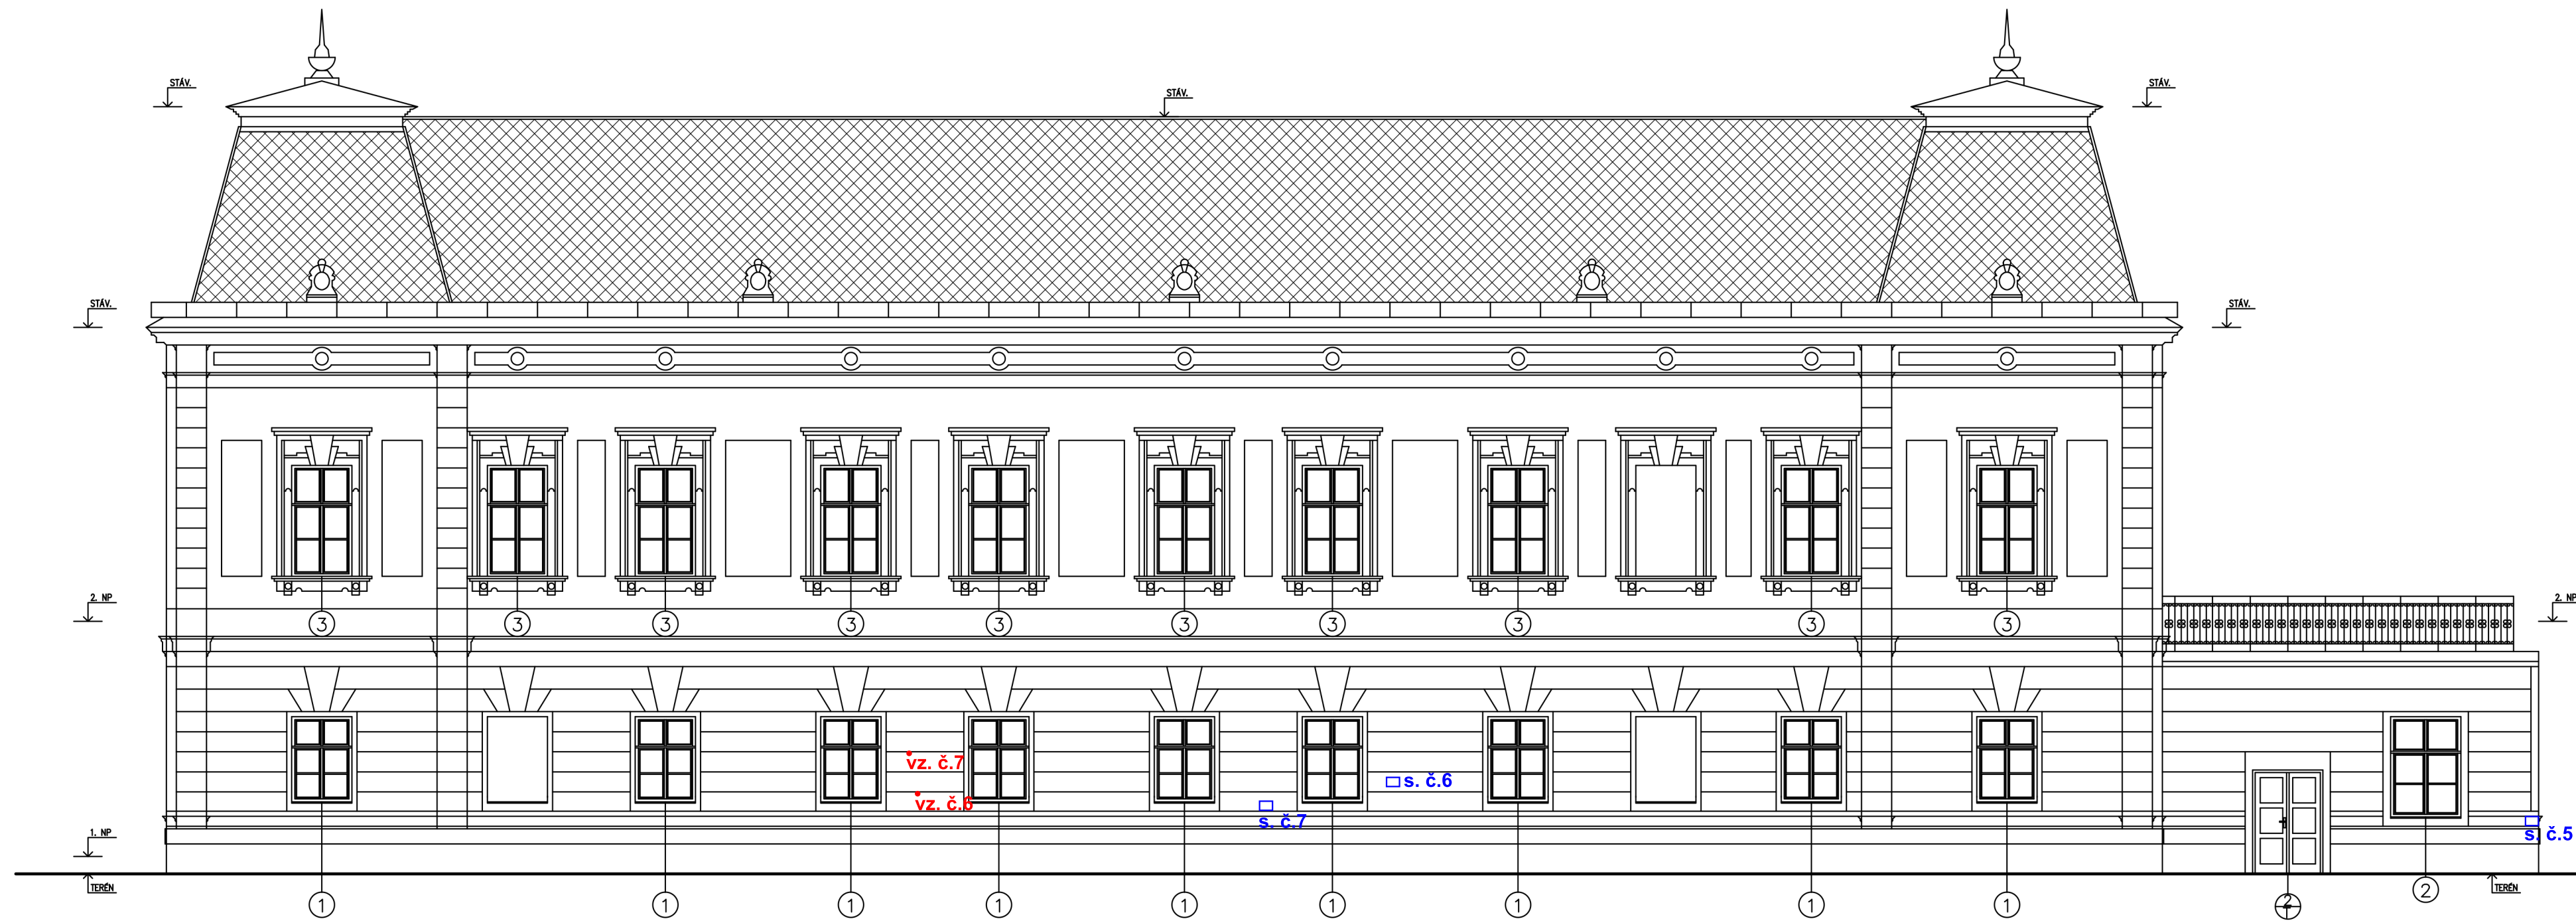 STÁV.
STÁV.
STÁV.
STÁV.
STÁV.
2. NP
2. NP
3 3 3 3 3 3 3 3 3 3
vz. č.7
s. č.6
vz. č.6
s. č.7
s. č.5
1. NP
TERÉN
TERÉN
1 1 1 1 1 1 1 1 1 2